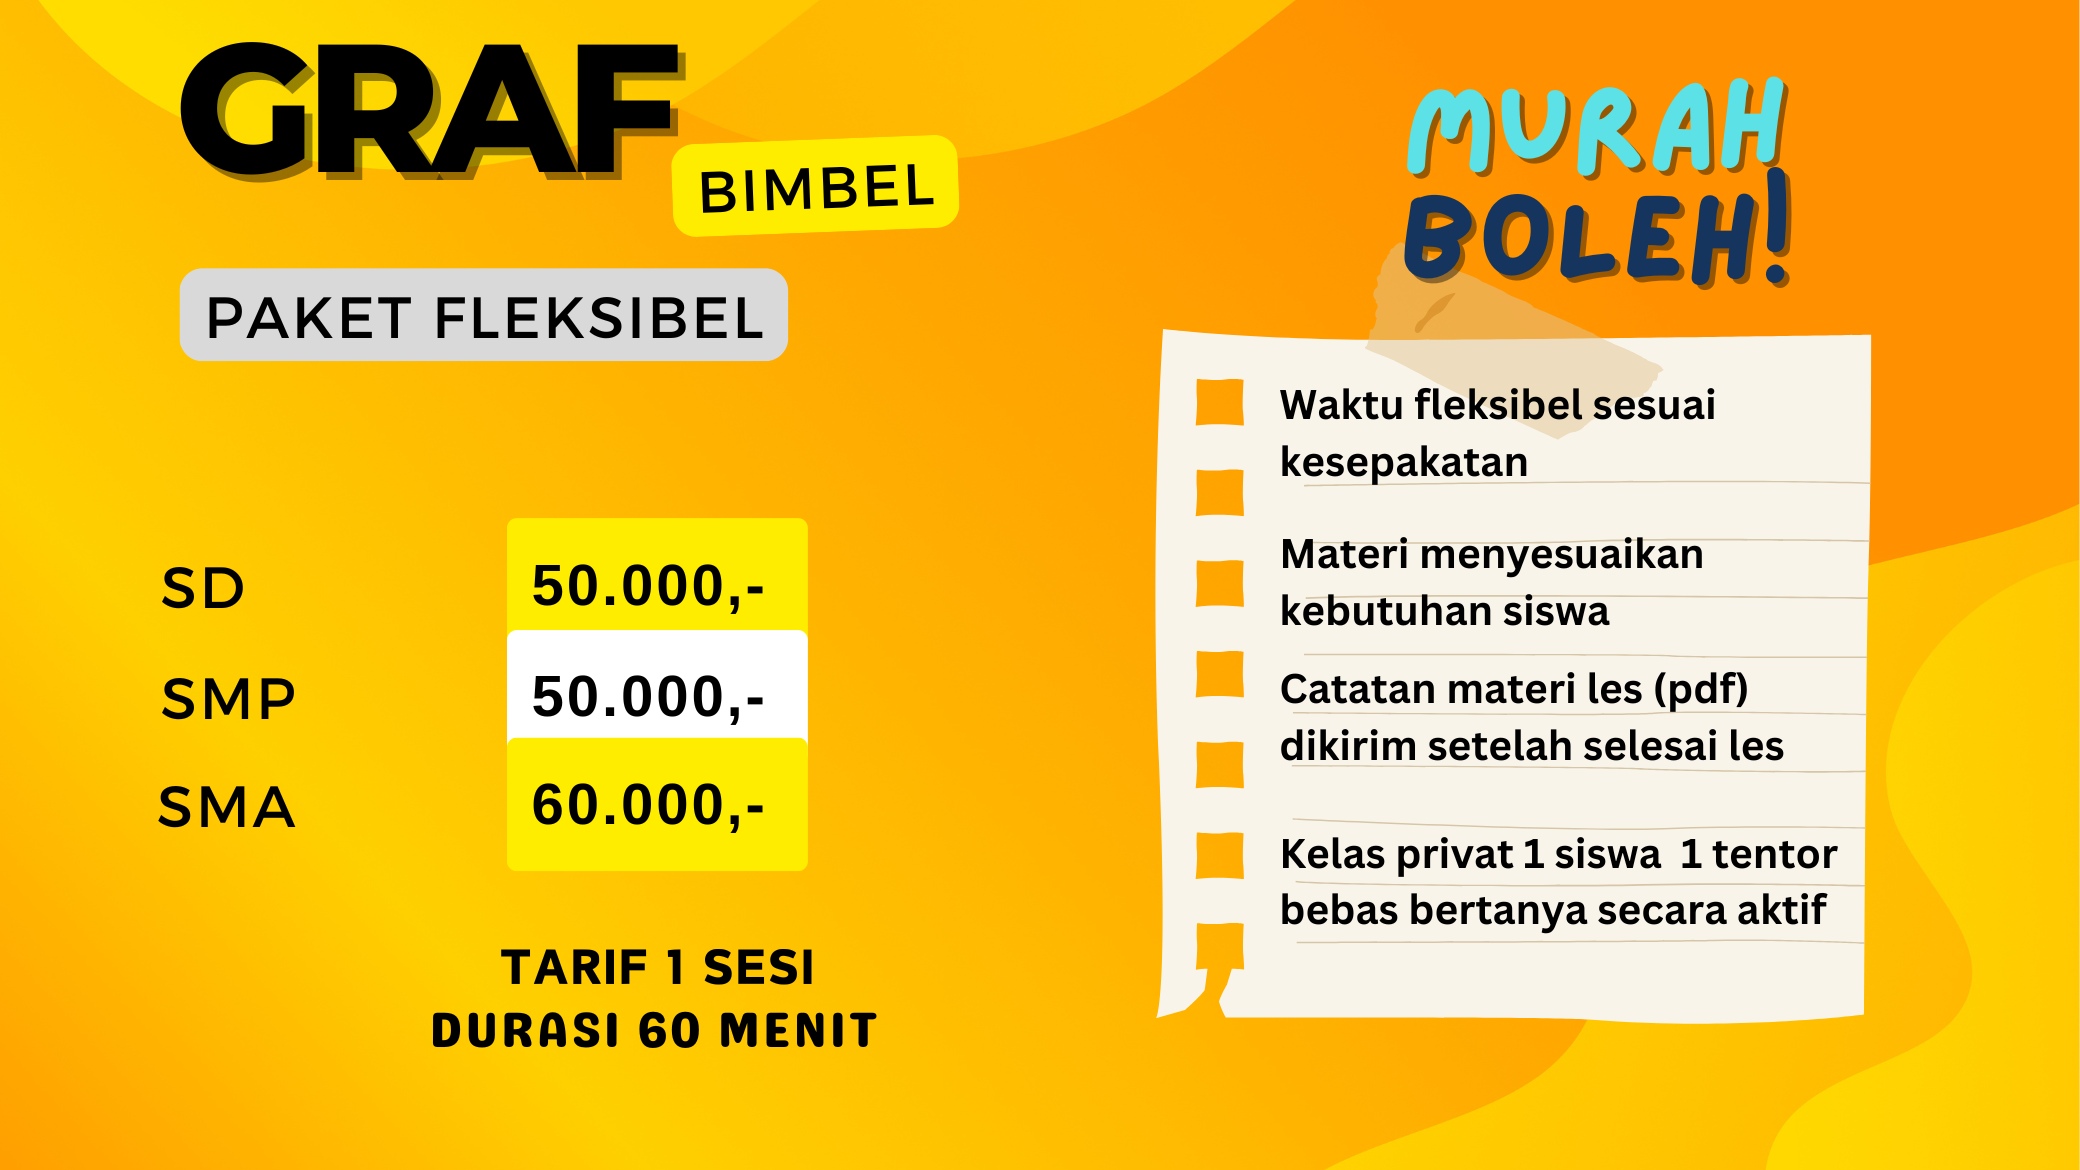 GRAF
BIMBEL
PAKET FLEKSIBEL
SD 50.000,-
SMP 50.000,-
SMA 60.000,-
TARIF 1 SESI
DURASI 60 MENIT
MURAH
BOLEH!
Waktu fleksibel sesuai
kesepakatan
Materi menyesuaikan
kebutuhan siswa
Catatan materi les (pdf)
dikirim setelah selesai les
Kelas privat 1 siswa 1 tentor
bebas bertanya secara aktif